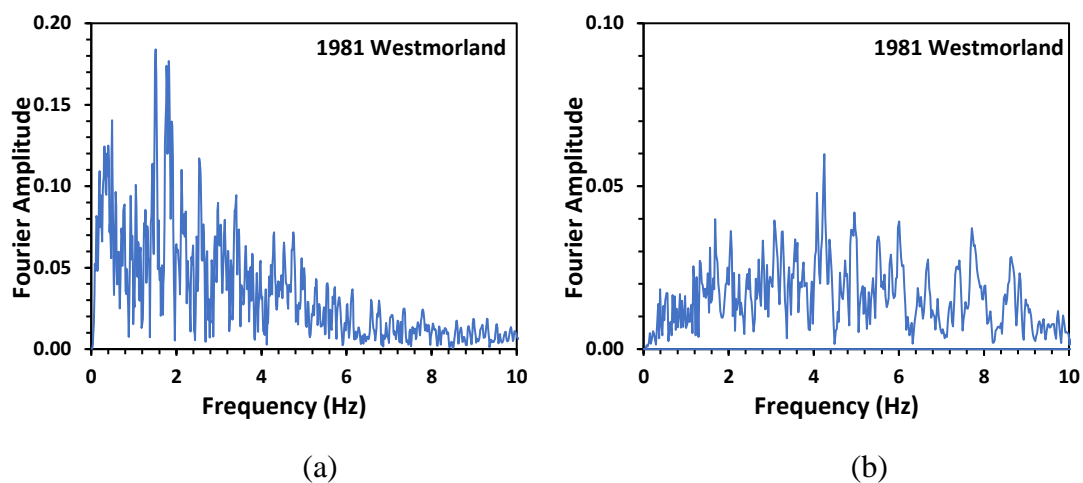 1981 Westmorland
Fourier Amplitude
0.20
0.15
0.10
0.05
0.00
0 2 4 6 8 10
Frequency (Hz)
(a)
1981 Westmorland
Fourier Amplitude
0.10
0.05
0.00
0 2 4 6 8 10
Frequency (Hz)
(b)